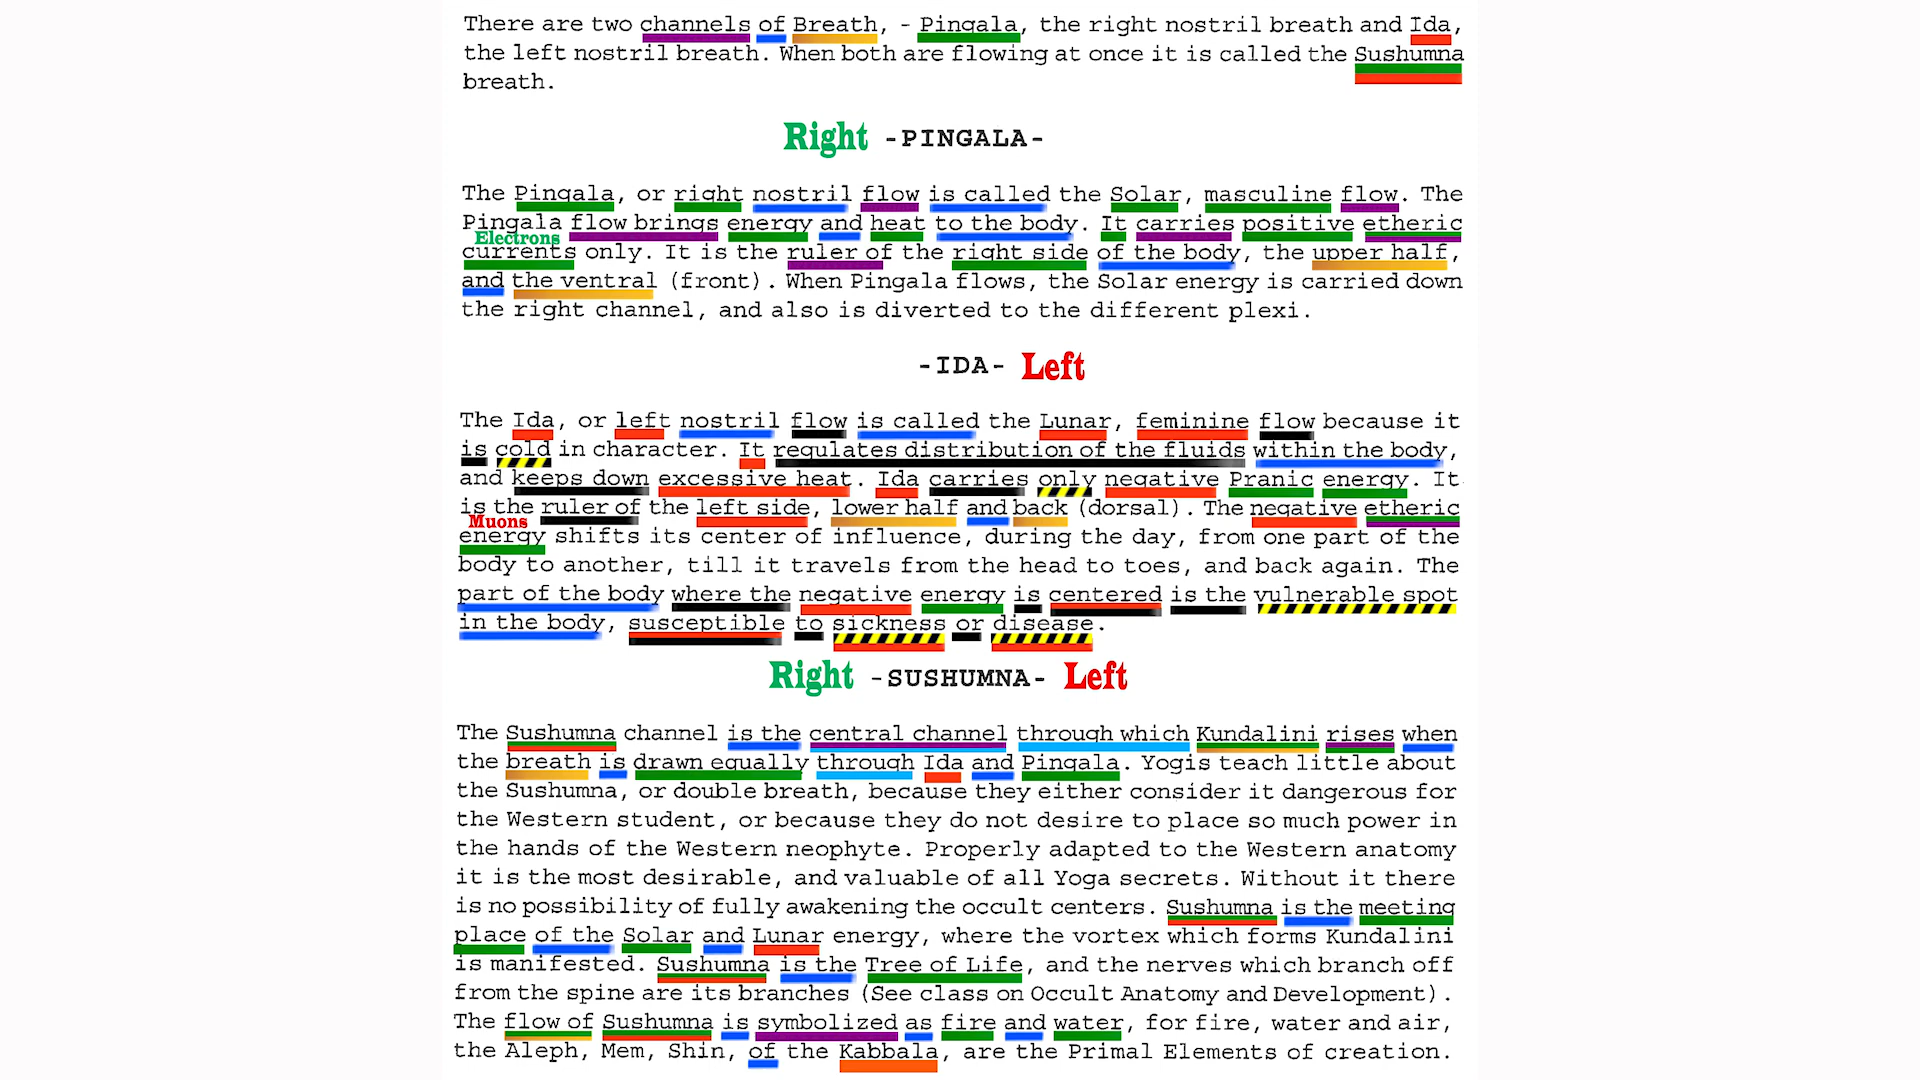 There are two channels of Breath, - Pingala, the right nostril breath and Ida,
the left nostril breath. When both are flowing at once it is called the Sushumna
breath.
Right -PINGALA-
The Pingala, or right nostril flow is called the Solar, masculine flow. The
Pingala flow brings energy and heat to the body. It carries positive etheric
Electrons
currents only. It is the ruler of the right side of the body, the upper half,
and the ventral (front). When Pingala flows, the Solar energy is carried down
the right channel, and also is diverted to the different plexi.
-IDA- Left
The Ida, or left nostril flow is called the Lunar, feminine flow because it
is cold in character. It regulates distribution of the fluids within the body,
and keeps down excessive heat. Ida carries only negative Pranic energy. It
is the ruler of the left side, lower half and back (dorsal). The negative etheric
Muons
energy shifts its center of influence, during the day, from one part of the
body to another, till it travels from the head to toes, and back again. The
part of the body where the negative energy is centered is the vulnerable spot
in the body, susceptible to sickness or disease.
Right -SUSHUMNA- Left
The Sushumna channel is the central channel through which Kundalini rises when
the breath is drawn equally through Ida and Pingala. Yogis teach little about
the Sushumna, or double breath, because they either consider it dangerous for
the Western student, or because they do not desire to place so much power in
the hands of the Western neophyte. Properly adapted to the Western anatomy
it is the most desirable, and valuable of all Yoga secrets. Without it there
is no possibility of fully awakening the occult centers. Sushumna is the meeting
place of the Solar and Lunar energy, where the vortex which forms Kundalini
is manifested. Sushumna is the Tree of Life, and the nerves which branch off
from the spine are its branches (See class on Occult Anatomy and Development).
The flow of Sushumna is symbolized as fire and water, for fire, water and air,
the Aleph, Mem, Shin, of the Kabbala, are the Primal Elements of creation.